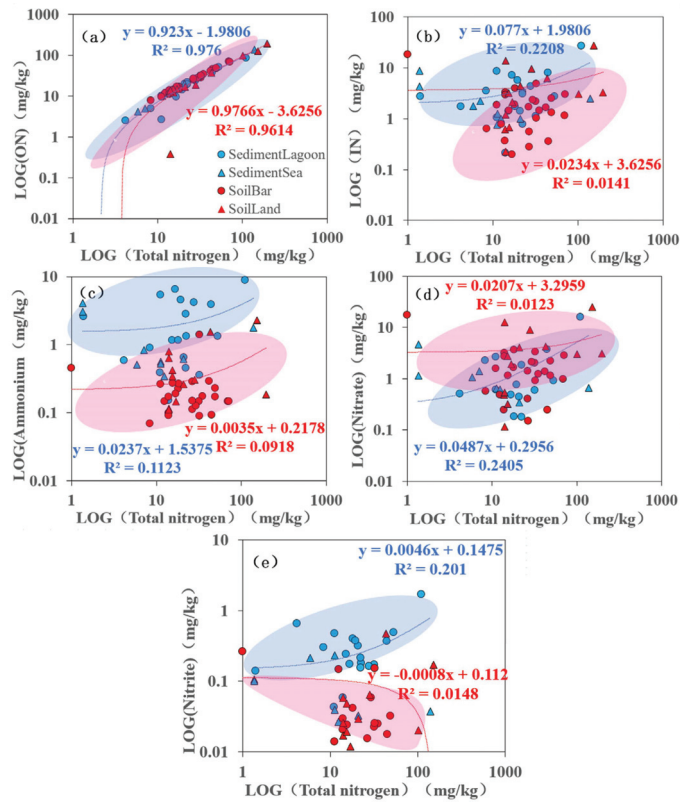 (a)
y = 0.923x - 1.9806
R² = 0.976
y = 0.9766x - 3.6256
R² = 0.9614
SedimentLagoon
SedimentSea
SoilBar
SoilLand
LOG(ON) (mg/kg)
1000
100
10
1
0.1
0.01
1 10 100 1000
LOG (Total nitrogen) (mg/kg)
(b)
y = 0.077x + 1.9806
R² = 0.2208
y = 0.0234x + 3.6256
R² = 0.0141
LOG (IN) (mg/kg)
100
10
1
0.1
0.01
1 10 100 1000
LOG (Total nitrogen) (mg/kg)
(c)
y = 0.0035x + 0.2178
R² = 0.0918
y = 0.0237x + 1.5375
R² = 0.1123
LOG(Ammonium) (mg/kg)
10
1
0.1
0.01
1 10 100 1000
LOG (Total nitrogen) (mg/kg)
(d)
y = 0.0207x + 3.2959
R² = 0.0123
y = 0.0487x + 0.2956
R² = 0.2405
LOG(Nitrate) (mg/kg)
100
10
1
0.1
0.01
1 10 100 1000
LOG (Total nitrogen) (mg/kg)
(e)
y = 0.0046x + 0.1475
R² = 0.201
y = -0.0008x + 0.112
R² = 0.0148
LOG(Nitrite) (mg/kg)
10
1
0.1
0.01
1 10 100 1000
LOG (Total nitrogen) (mg/kg)